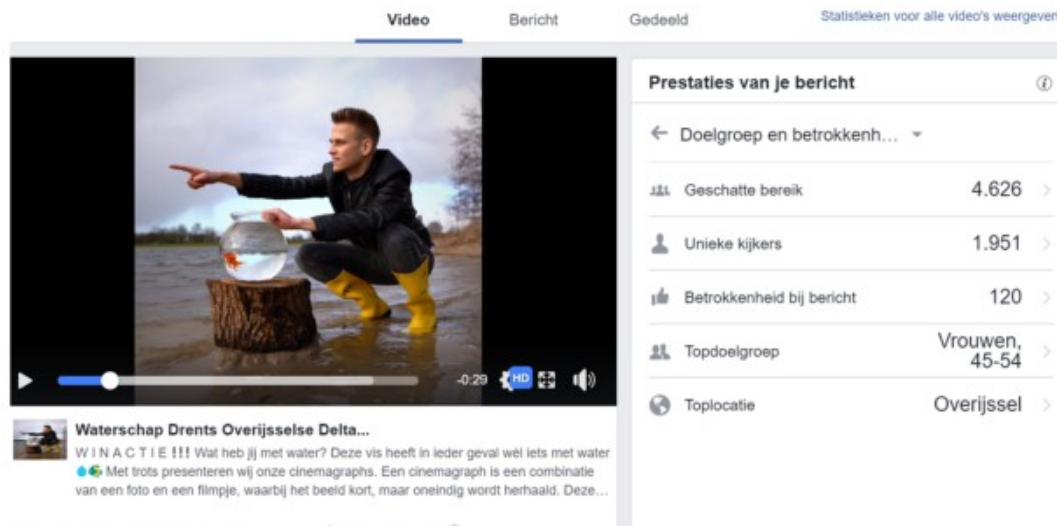 Video Bericht Gedeeld Statistieken voor alle video's weergeven
-0:29 HD
Waterschap Drents Overijsselse Delta...
W I N A C T I E !!! Wat heb jij met water? Deze vis heeft in ieder geval wèl iets met water
Met trots presenteren wij onze cinemagraphs. Een cinemagraph is een combinatie
van een foto en een filmpje, waarbij het beeld kort, maar oneindig wordt herhaald. Deze...
Prestaties van je bericht
Doelgroep en betrokkenh...
Geschatte bereik 4.626
Unieke kijkers 1.951
Betrokkenheid bij bericht 120
Topdoelgroep Vrouwen,
45-54
Toplocatie Overijssel